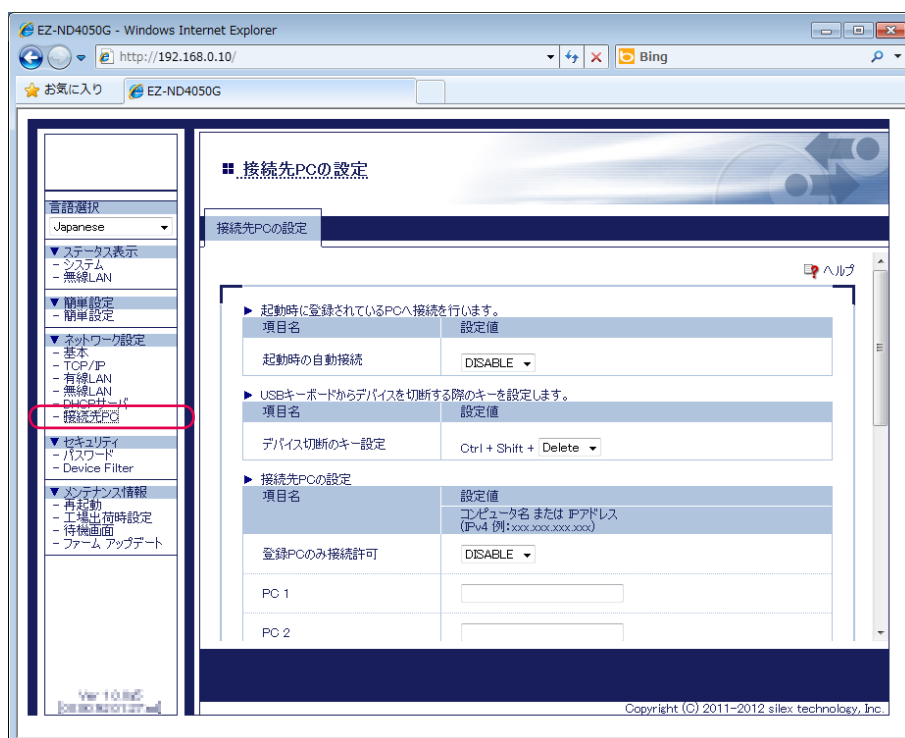 EZ-ND4050G - Windows Internet Explorer
http://192.168.0.10/
Bing
お気に入り
EZ-ND4050G
接続先PCの設定
言語選択
Japanese
接続先PCの設定
▼ ステータス表示
- システム
- 無線LAN
▼ 簡単設定
- 簡単設定
▼ ネットワーク設定
- 基本
- TCP/IP
- 有線LAN
- 無線LAN
- DHCPサーバ
- 接続先PC
▼ セキュリティ
- パスワード
- Device Filter
▼ メンテナンス情報
- 再起動
- 工場出荷時設定
- 待機画面
- ファーム アップデート
ヘルプ
▶ 起動時に登録されているPCへ接続を行います。
項目名 設定値
起動時の自動接続 DISABLE
▶ USBキーボードからデバイスを切断する際のキーを設定します。
項目名 設定値
デバイス切断のキー設定 Ctrl + Shift + Delete
▶ 接続先PCの設定
項目名 設定値
コンピュータ名 または IPアドレス
(IPv4 例:xxx.xxx.xxx.xxx)
登録PCのみ接続許可 DISABLE
PC 1
PC 2
Copyright (C) 2011-2012 silex technology, Inc.